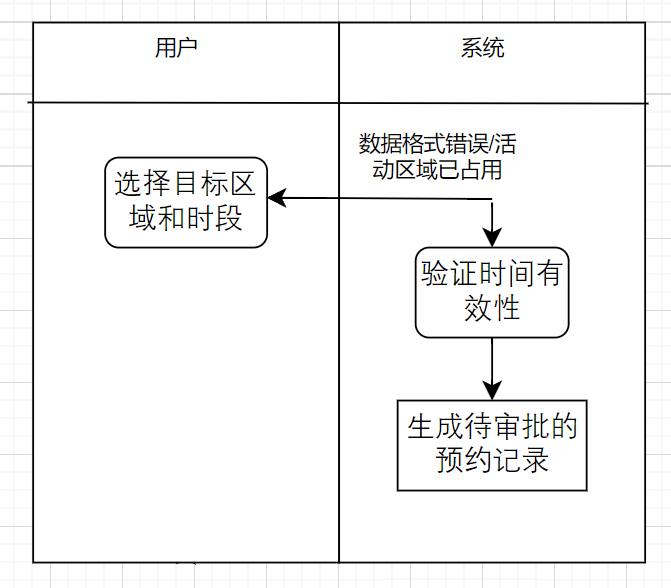 用户
系统
数据格式错误/活
动区域已占用
选择目标区
域和时段
验证时间有
效性
生成待审批的
预约记录